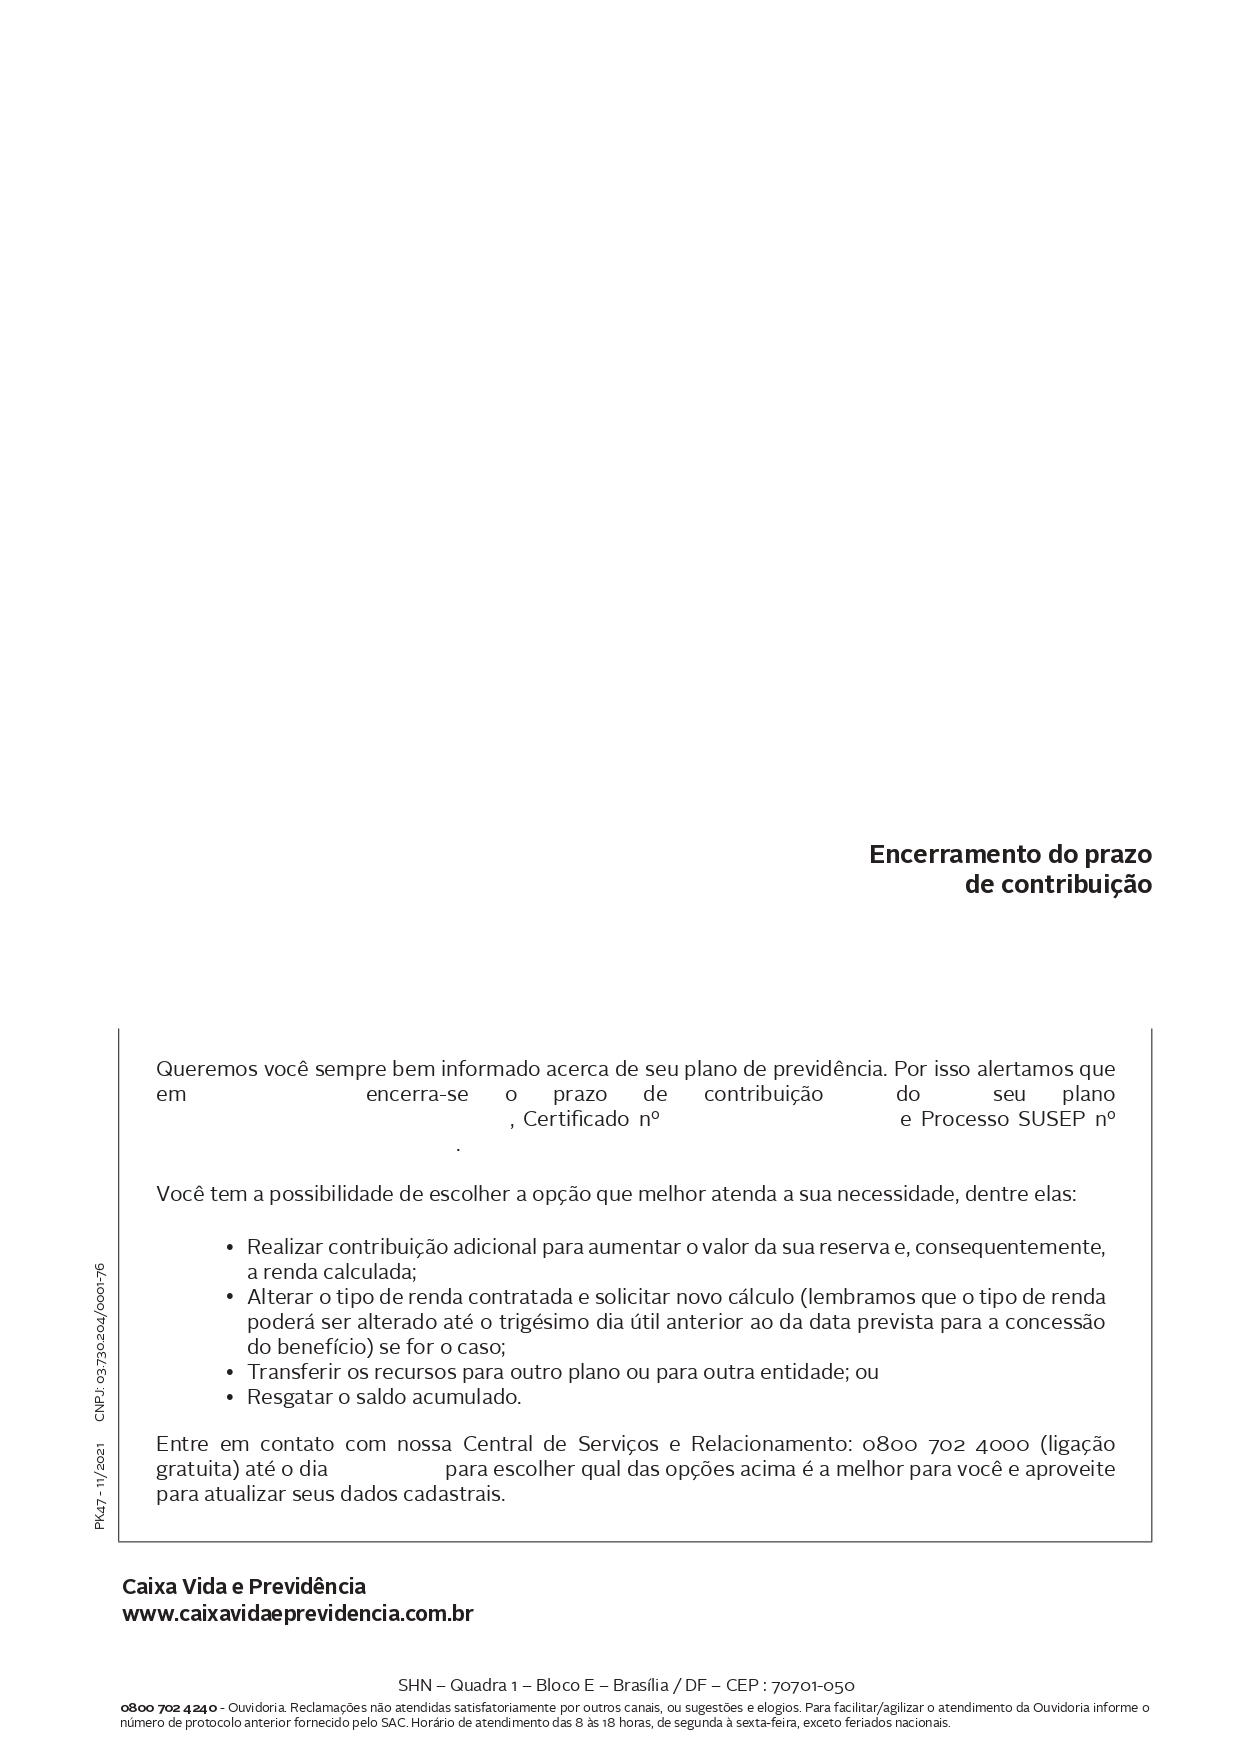 Encerramento do prazo
de contribuição
Queremos você sempre bem informado acerca de seu plano de previdência. Por isso alertamos que
em encerra-se o prazo de contribuição do seu plano
, Certificado nº e Processo SUSEP nº
.
Você tem a possibilidade de escolher a opção que melhor atenda a sua necessidade, dentre elas:
• Realizar contribuição adicional para aumentar o valor da sua reserva e, consequentemente,
a renda calculada;
• Alterar o tipo de renda contratada e solicitar novo cálculo (lembramos que o tipo de renda
poderá ser alterado até o trigésimo dia útil anterior ao da data prevista para a concessão
do benefício) se for o caso;
• Transferir os recursos para outro plano ou para outra entidade; ou
• Resgatar o saldo acumulado.
Entre em contato com nossa Central de Serviços e Relacionamento: 0800 702 4000 (ligação
gratuita) até o dia para escolher qual das opções acima é a melhor para você e aproveite
para atualizar seus dados cadastrais.
PK47 - 11/2021 CNPJ: 03.730.204/0001-76
Caixa Vida e Previdência
www.caixavidaeprevidencia.com.br
SHN – Quadra 1 – Bloco E – Brasília / DF – CEP : 70701-050
0800 702 4240 - Ouvidoria. Reclamações não atendidas satisfatoriamente por outros canais, ou sugestões e elogios. Para facilitar/agilizar o atendimento da Ouvidoria informe o
número de protocolo anterior fornecido pelo SAC. Horário de atendimento das 8 às 18 horas, de segunda à sexta-feira, exceto feriados nacionais.